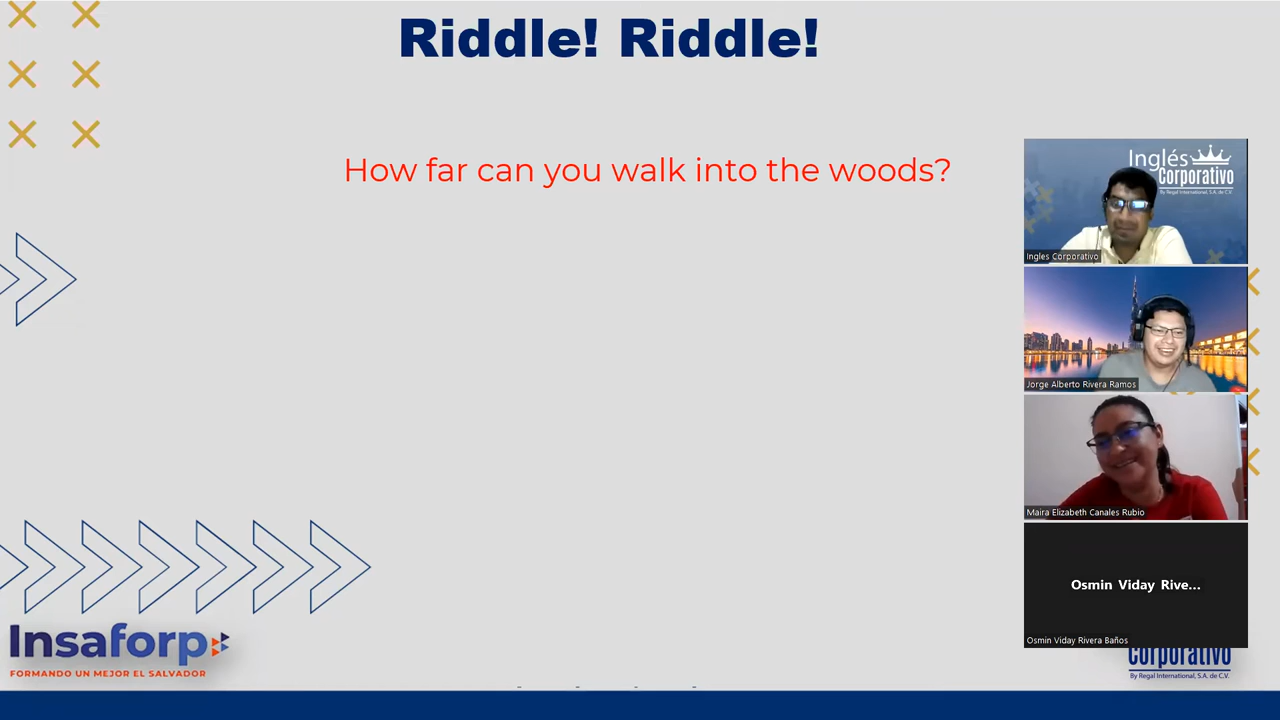 Riddle! Riddle!
How far can you walk into the woods?
Inglés
Corporativo
By Regal International, S.A. de C.V.
Ingles Corporativo
Jorge Alberto Rivera Ramos
Maira Elizabeth Canales Rubio
Osmin Viday Rive...
Osmin Viday Rivera Baños
Insaforp
FORMANDO UN MEJOR EL SALVADOR
Corporativo
By Regal International, S.A. de C.V.